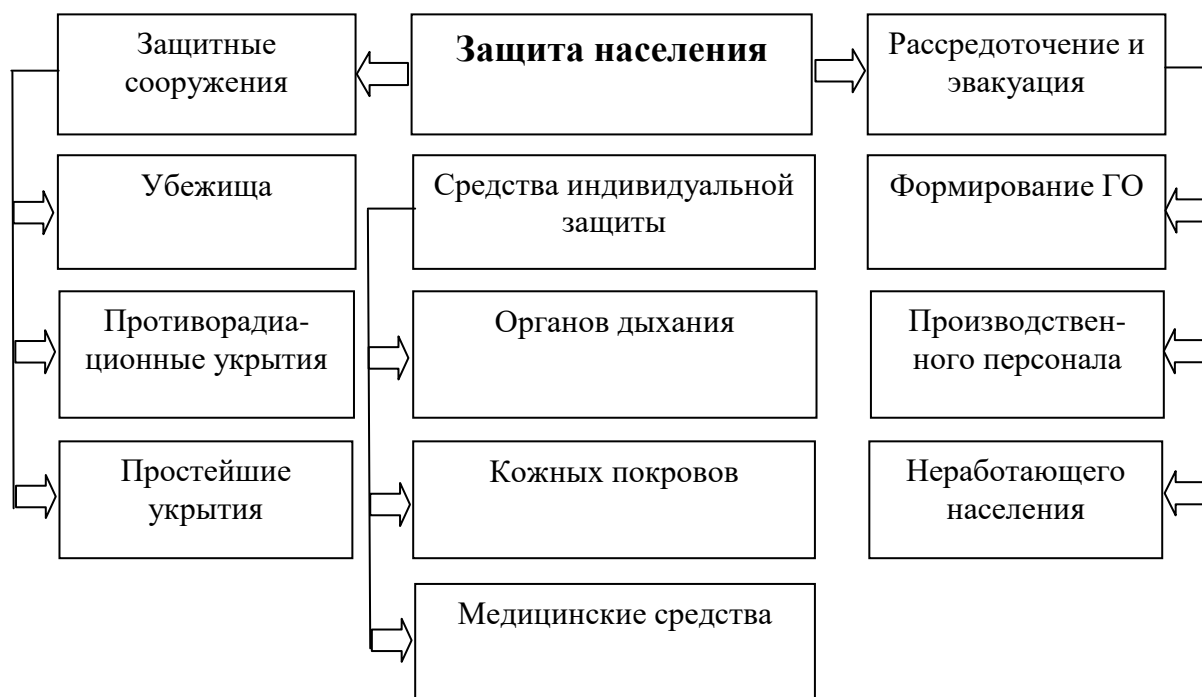 Защитные
сооружения
Защита населения
Рассредоточение и
эвакуация
Убежища
Средства индивидуальной
защиты
Формирование ГО
Противорадиа-
ционные укрытия
Органов дыхания
Производствен-
ного персонала
Простейшие
укрытия
Кожных покровов
Неработающего
населения
Медицинские средства